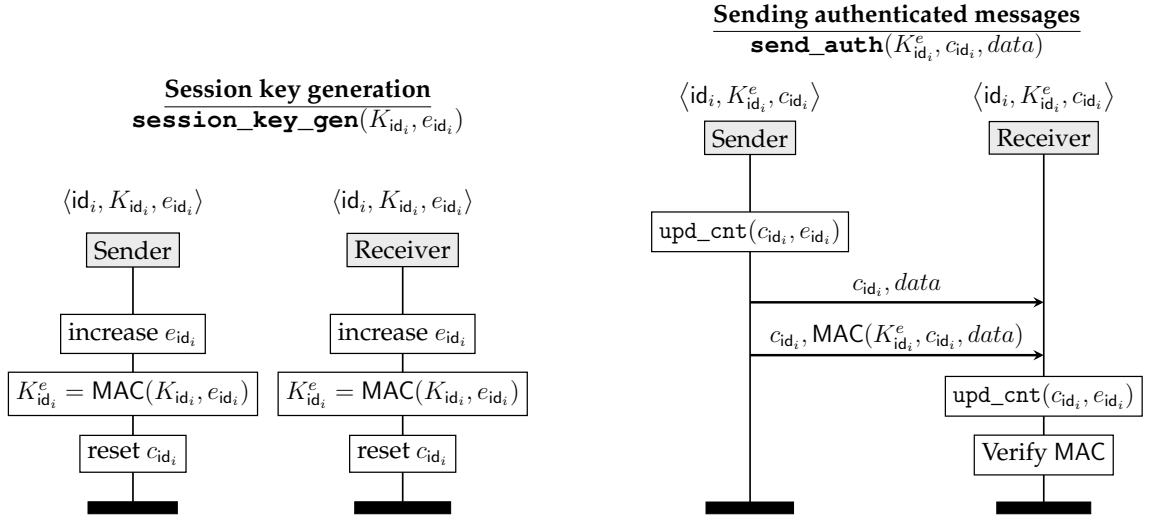 Session key generation
session_key_gen(K_{id_i}, e_{id_i})
⟨id_i, K_{id_i}, e_{id_i}⟩ ⟨id_i, K_{id_i}, e_{id_i}⟩
Sender Receiver
increase e_{id_i} increase e_{id_i}
K^e_{id_i} = MAC(K_{id_i}, e_{id_i}) K^e_{id_i} = MAC(K_{id_i}, e_{id_i})
reset c_{id_i} reset c_{id_i}
Sending authenticated messages
send_auth(K^e_{id_i}, c_{id_i}, data)
⟨id_i, K^e_{id_i}, c_{id_i}⟩ ⟨id_i, K^e_{id_i}, c_{id_i}⟩
Sender Receiver
upd_cnt(c_{id_i}, e_{id_i})
c_{id_i}, data
c_{id_i}, MAC(K^e_{id_i}, c_{id_i}, data)
upd_cnt(c_{id_i}, e_{id_i})
Verify MAC